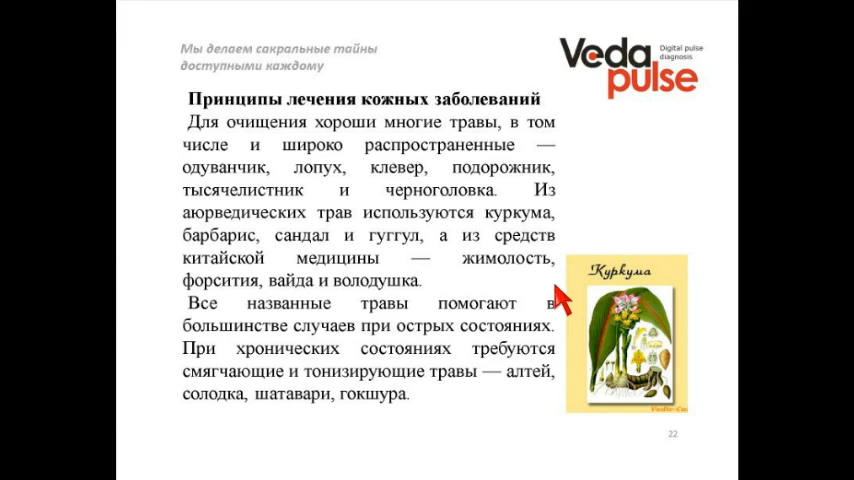 Мы делаем сакральные тайны
доступными каждому
Veda
pulse
Digital pulse
diagnosis
Принципы лечения кожных заболеваний
Для очищения хороши многие травы, в том
числе и широко распространенные —
одуванчик, лопух, клевер, подорожник,
тысячелистник и черноголовка. Из
аюрведических трав используются куркума,
барбарис, сандал и гуггул, а из средств
китайской медицины — жимолость,
форсития, вайда и володушка.
Все названные травы помогают в
большинстве случаев при острых состояниях.
При хронических состояниях требуются
смягчающие и тонизирующие травы — алтей,
солодка, шатавари, гокшура.
Куркума
22